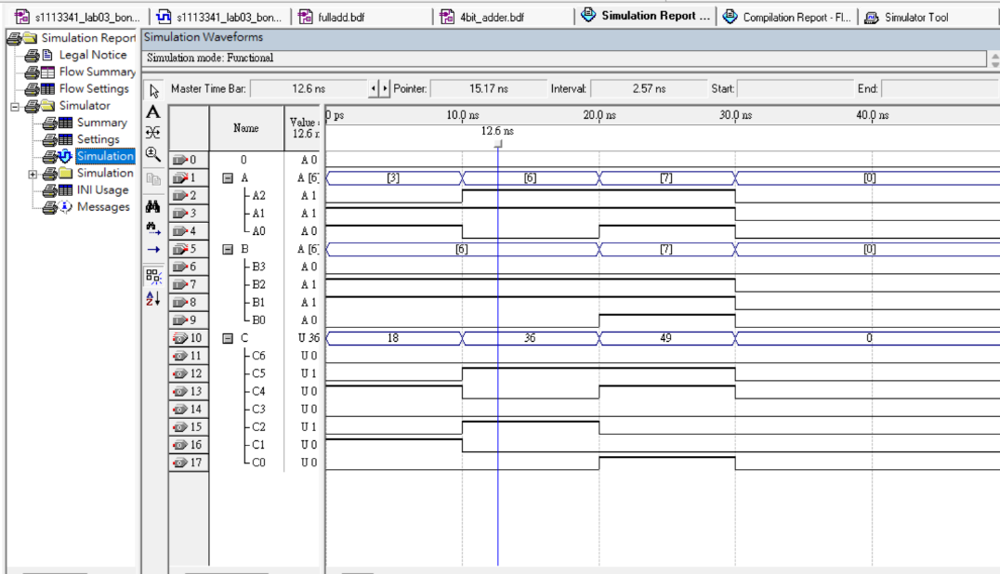 s1113341_lab03_bon... s1113341_lab03_bon... fulladd.bdf 4bit_adder.bdf Simulation Report ... Compilation Report - Fl... Simulator Tool
Simulation Report
Legal Notice
Flow Summary
Flow Settings
Simulator
Summary
Settings
Simulation
Simulation
INI Usage
Messages
Simulation Waveforms
Simulation mode: Functional
Master Time Bar: 12.6 ns Pointer: 15.17 ns Interval: 2.57 ns Start: End:
Name Value 0 ps 10.0 ns 20.0 ns 30.0 ns 40.0 ns
12.6 12.6 ns
0 0 A 0
1 A A [6] [3] [6] [7] [0]
2 A2 A 1
3 A1 A 1
4 A0 A 0
5 B A [6] [6] [7] [0]
6 B3 A 0
7 B2 A 1
8 B1 A 1
9 B0 A 0
10 C U 36 18 36 49 0
11 C6 U 0
12 C5 U 1
13 C4 U 0
14 C3 U 0
15 C2 U 1
16 C1 U 0
17 C0 U 0